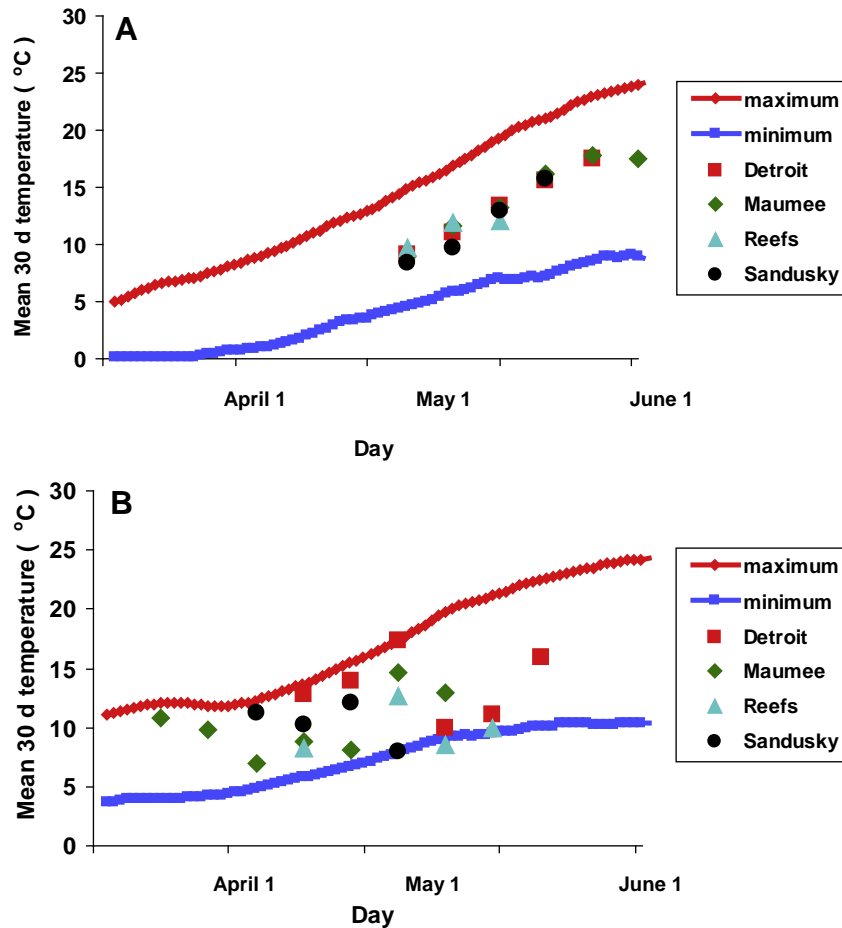 A
Mean 30 d temperature ( °C)
30
25
20
15
10
5
0
April 1
May 1
June 1
Day
maximum
minimum
Detroit
Maumee
Reefs
Sandusky
B
Mean 30 d temperature ( °C)
30
25
20
15
10
5
0
April 1
May 1
June 1
Day
maximum
minimum
Detroit
Maumee
Reefs
Sandusky